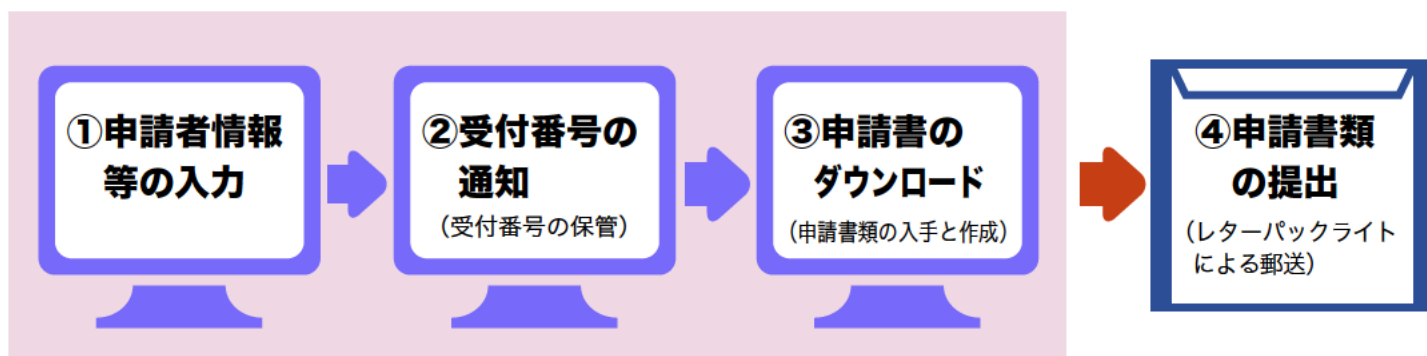 ①申請者情報
等の入力
②受付番号の
通知
（受付番号の保管）
③申請書の
ダウンロード
（申請書類の入手と作成）
④申請書類
の提出
（レターパックライト
による郵送）